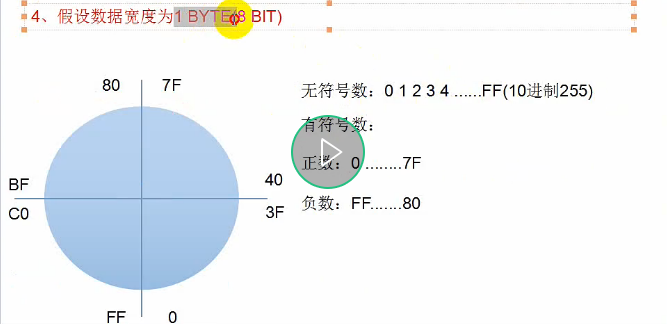 4、假设数据宽度为1 BYTE(8 BIT)
80 7F
无符号数：0 1 2 3 4 ......FF(10进制255)
有符号数：
正数：0 ........7F
BF 40
C0 3F
负数：FF.......80
FF 0